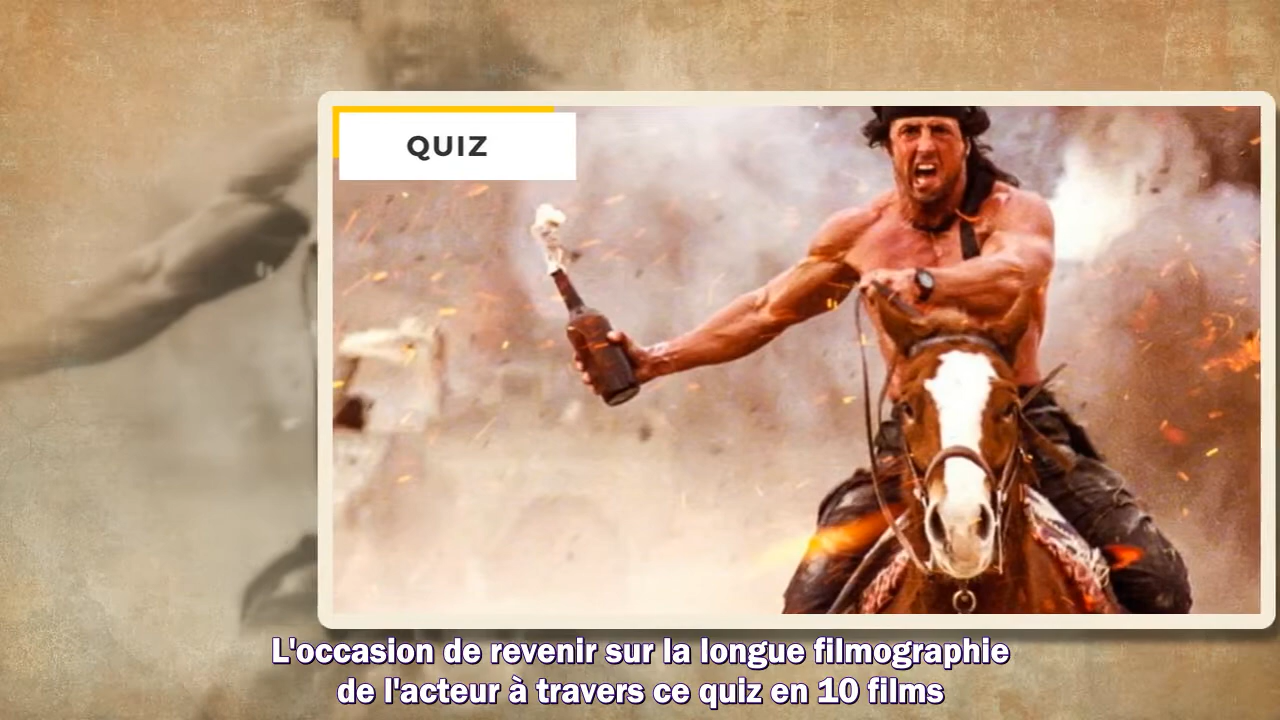 QUIZ
L'occasion de revenir sur la longue filmographie
de l'acteur à travers ce quiz en 10 films